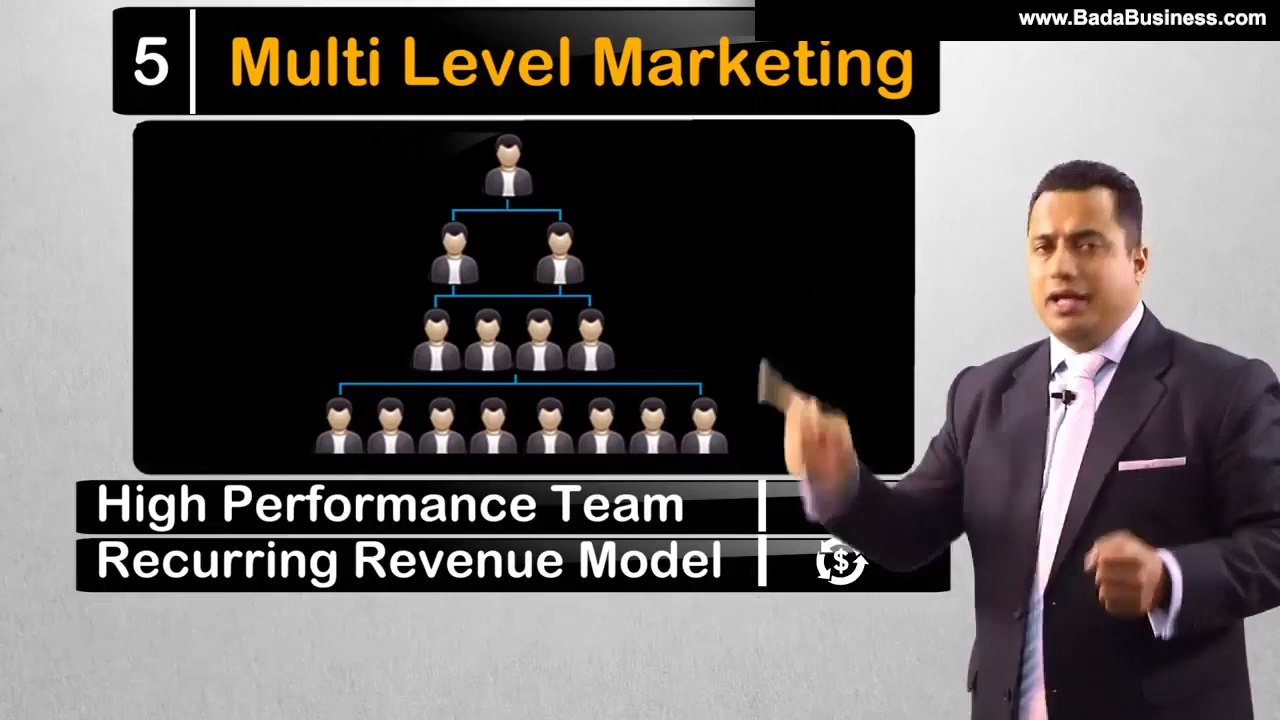 www.BadaBusiness.com
5 Multi Level Marketing
High Performance Team
Recurring Revenue Model
$